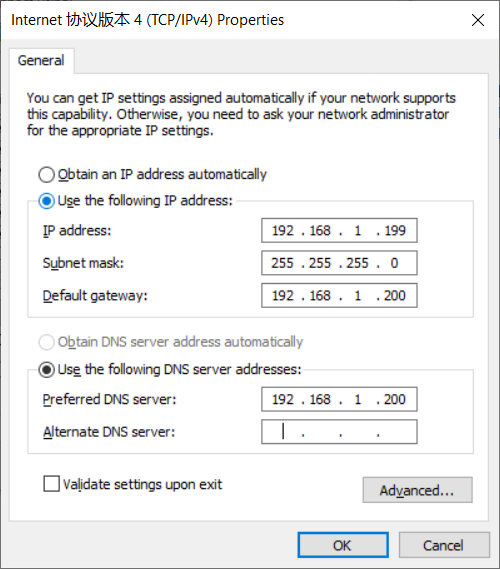 Internet 协议版本 4 (TCP/IPv4) Properties
General
You can get IP settings assigned automatically if your network supports
this capability. Otherwise, you need to ask your network administrator
for the appropriate IP settings.
Obtain an IP address automatically
Use the following IP address:
IP address: 192 . 168 . 1 . 199
Subnet mask: 255 . 255 . 255 . 0
Default gateway: 192 . 168 . 1 . 200
Obtain DNS server address automatically
Use the following DNS server addresses:
Preferred DNS server: 192 . 168 . 1 . 200
Alternate DNS server: . . .
Validate settings upon exit
Advanced...
OK Cancel